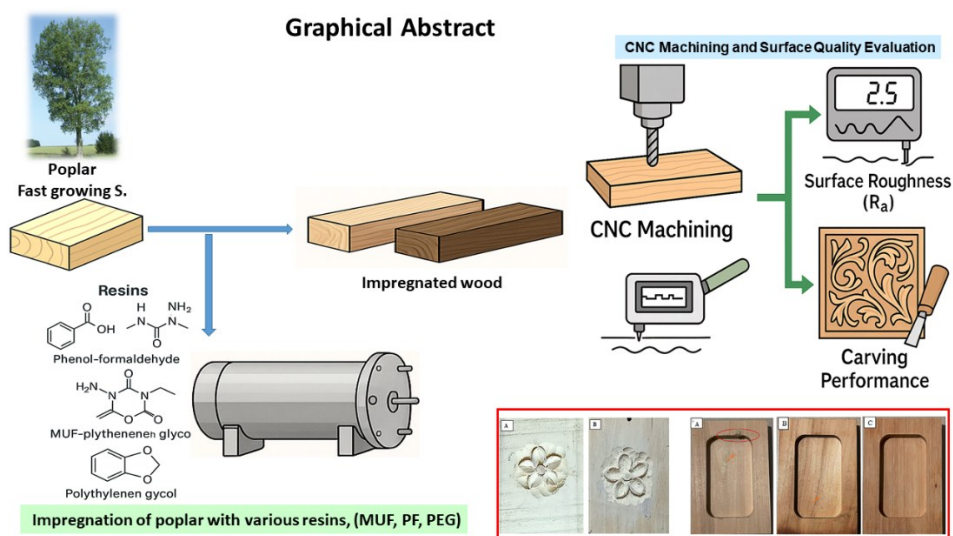 Graphical Abstract
Poplar
Fast growing S.
Resins
O
OH
H
N
NH₂
N
O
Phenol-formaldehyde
H₂N
O
N
N
O
O
O
MUF-plythenenen glyco
O
O
Polythylenen gycol
Impregnation of poplar with various resins, (MUF, PF, PEG)
Impregnated wood
CNC Machining and Surface Quality Evaluation
CNC Machining
2.5
Surface Roughness
(Rₐ)
Carving
Performance
A
B
A
B
C